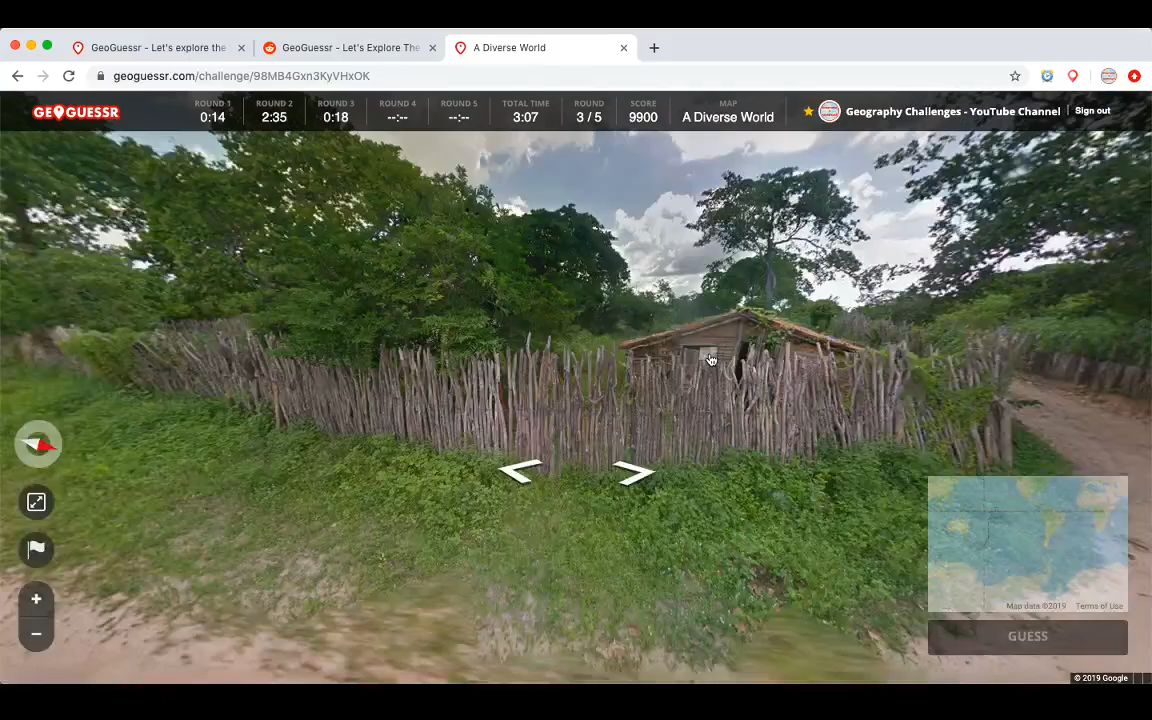 GeoGuessr - Let's explore the
GeoGuessr - Let's Explore The
A Diverse World
geoguessr.com/challenge/98MB4Gxn3KyVHxOK
GEOGUESSR
ROUND 1
0:14
ROUND 2
2:35
ROUND 3
0:18
ROUND 4
--:--
ROUND 5
--:--
TOTAL TIME
3:07
ROUND
3 / 5
SCORE
9900
MAP
A Diverse World
Geography Challenges - YouTube Channel
Sign out
Map data ©2019 Terms of Use
GUESS
© 2019 Google